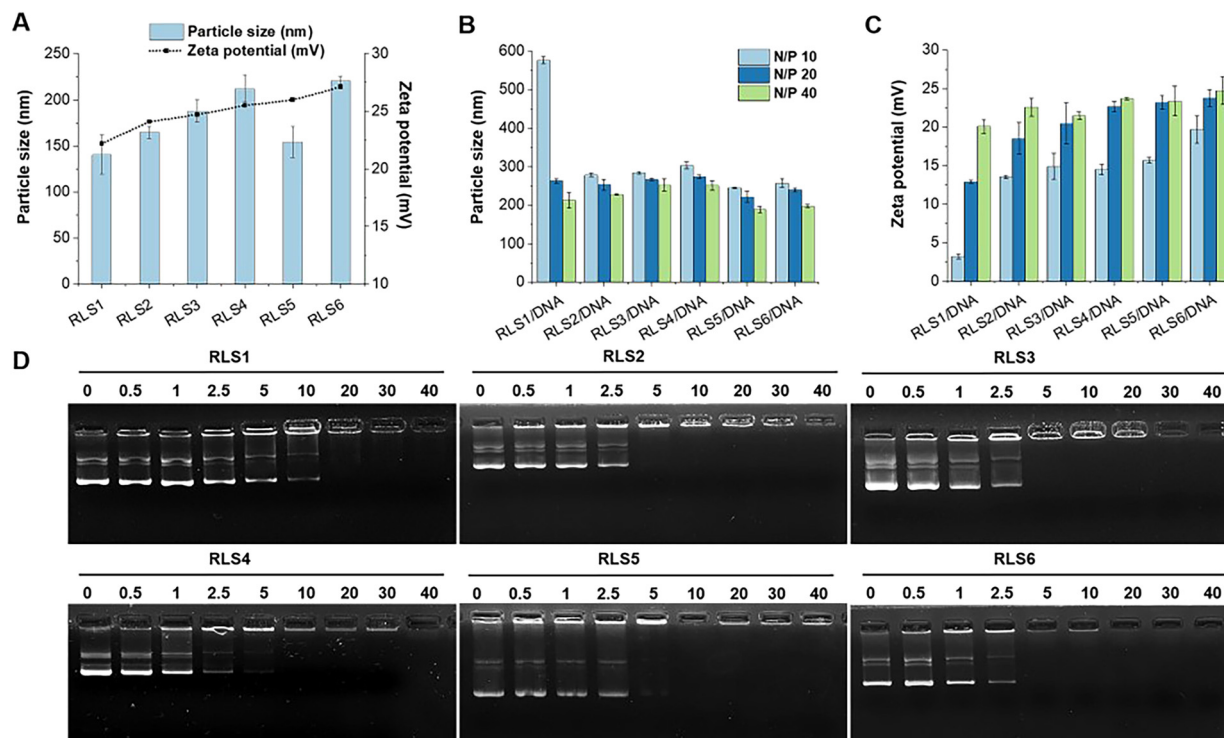 A
Particle size (nm)
Zeta potential (mV)
Particle size (nm)
250
200
150
100
50
0
30
25
20
15
10
Zeta potential (mV)
RLS1
RLS2
RLS3
RLS4
RLS5
RLS6
B
Particle size (nm)
600
500
400
300
200
100
0
N/P 10
N/P 20
N/P 40
RLS1/DNA
RLS2/DNA
RLS3/DNA
RLS4/DNA
RLS5/DNA
RLS6/DNA
C
Zeta potential (mV)
30
25
20
15
10
5
0
RLS1/DNA
RLS2/DNA
RLS3/DNA
RLS4/DNA
RLS5/DNA
RLS6/DNA
D
RLS1
0 0.5 1 2.5 5 10 20 30 40
RLS2
0 0.5 1 2.5 5 10 20 30 40
RLS3
0 0.5 1 2.5 5 10 20 30 40
RLS4
0 0.5 1 2.5 5 10 20 30 40
RLS5
0 0.5 1 2.5 5 10 20 30 40
RLS6
0 0.5 1 2.5 5 10 20 30 40